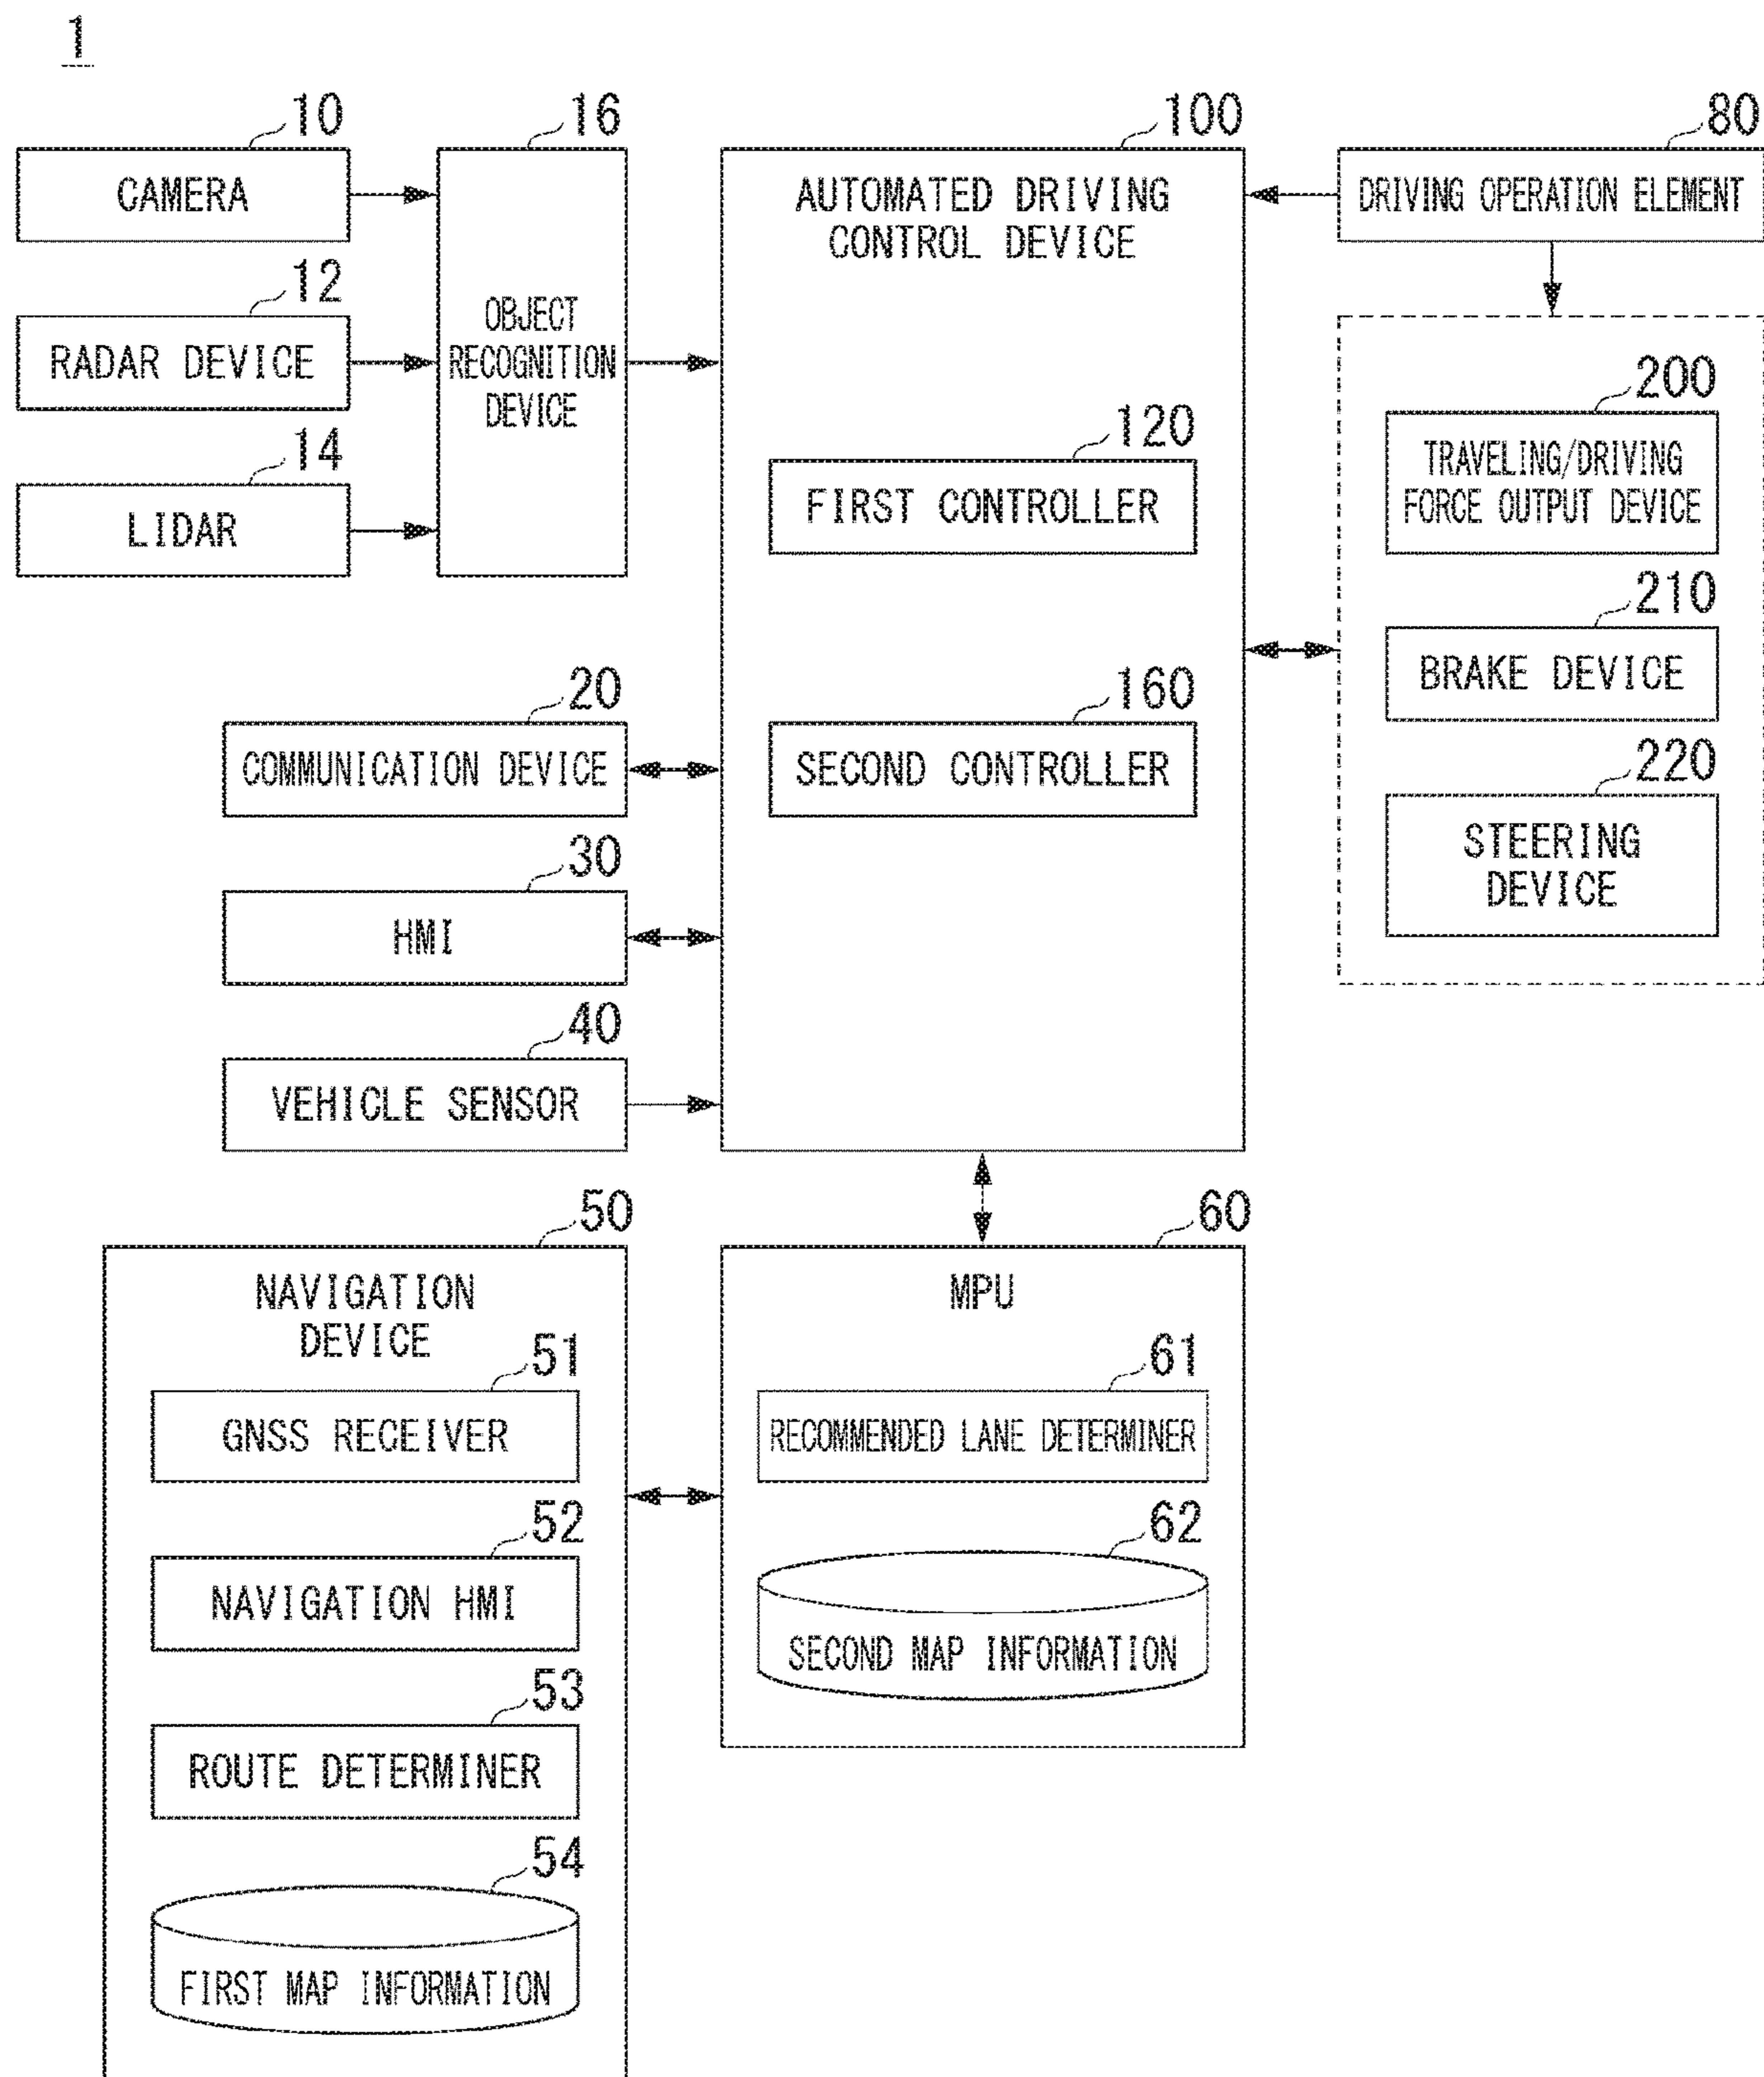 1
10
CAMERA
12
RADAR DEVICE
14
LIDAR
16
OBJECT
RECOGNITION
DEVICE
100
AUTOMATED DRIVING
CONTROL DEVICE
120
FIRST CONTROLLER
160
SECOND CONTROLLER
80
DRIVING OPERATION ELEMENT
200
TRAVELING/DRIVING
FORCE OUTPUT DEVICE
210
BRAKE DEVICE
220
STEERING
DEVICE
20
COMMUNICATION DEVICE
30
HMI
40
VEHICLE SENSOR
50
NAVIGATION
DEVICE
51
GNSS RECEIVER
52
NAVIGATION HMI
53
ROUTE DETERMINER
54
FIRST MAP INFORMATION
60
MPU
61
RECOMMENDED LANE DETERMINER
62
SECOND MAP INFORMATION